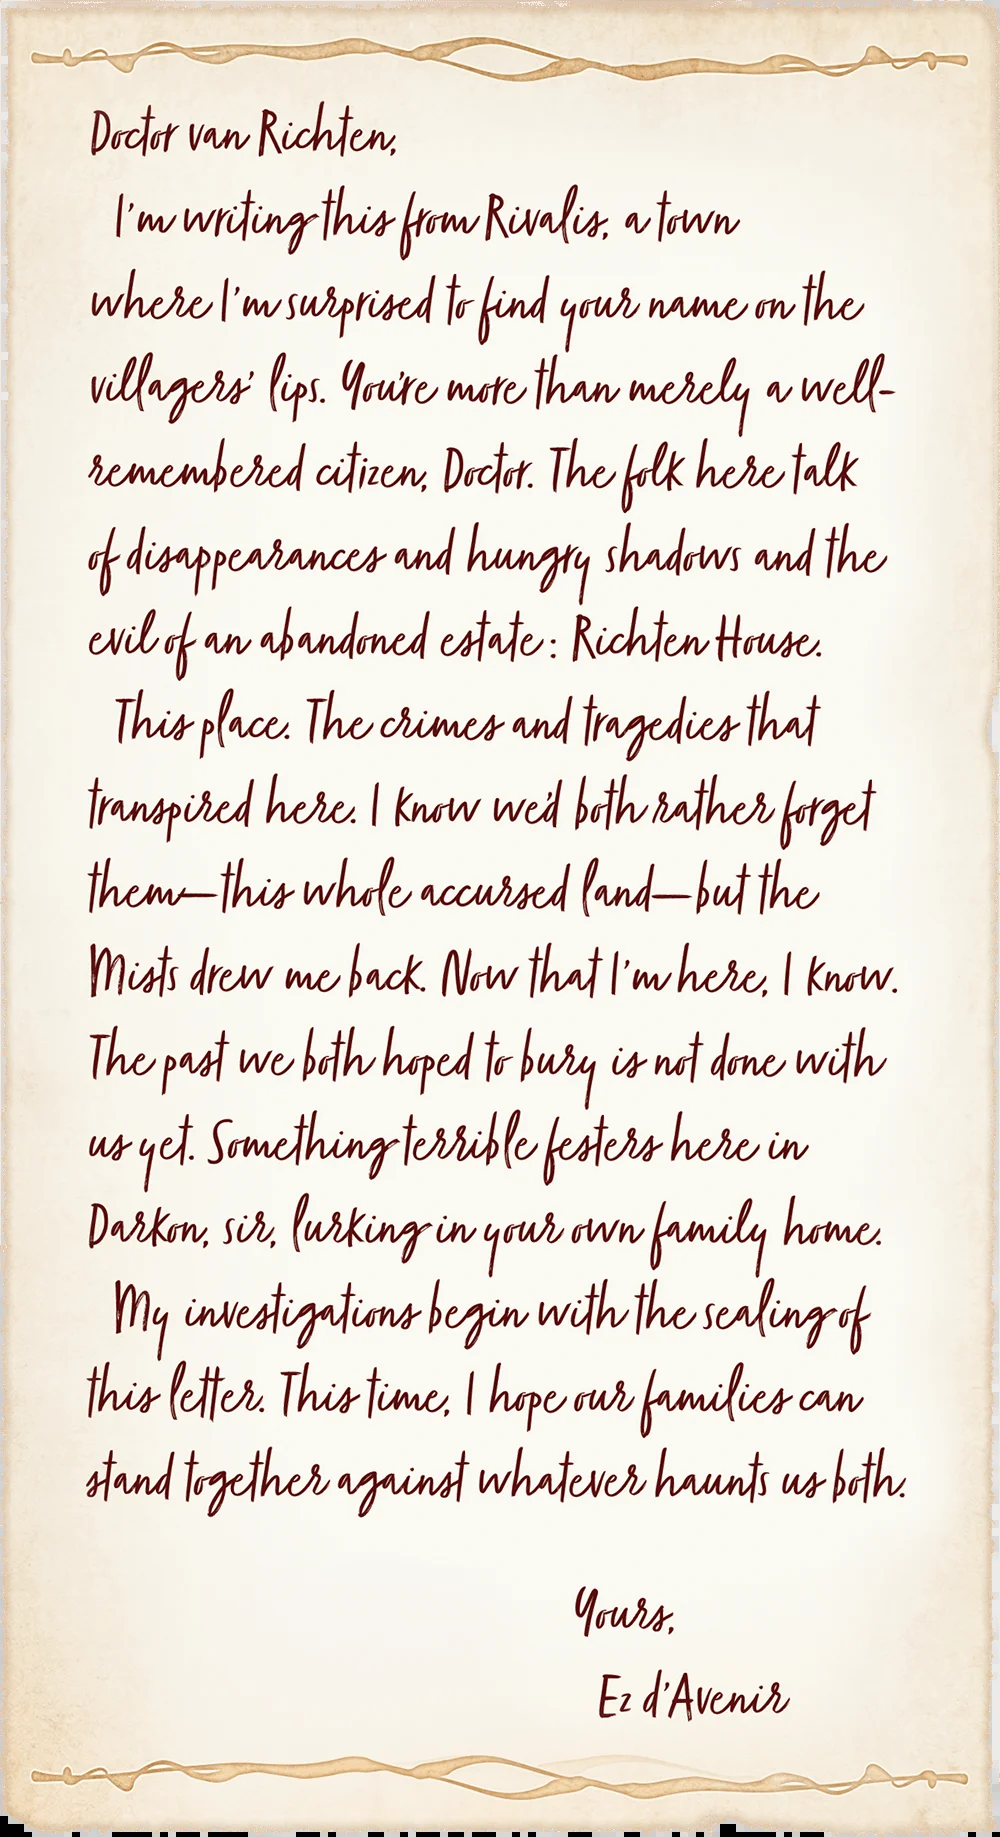 Doctor van Richten,
I'm writing this from Rivalis, a town
where I'm surprised to find your name on the
villagers' lips. You're more than merely a well-
remembered citizen, Doctor. The folk here talk
of disappearances and hungry shadows and the
evil of an abandoned estate: Richten House.
This place. The crimes and tragedies that
transpired here. I know we'd both rather forget
them—this whole accursed land—but the
Mists drew me back. Now that I'm here, I know.
The past we both hoped to bury is not done with
us yet. Something terrible festers here in
Darkon, sir, lurking in your own family home.
My investigations begin with the sealing of
this letter. This time, I hope our families can
stand together against whatever haunts us both.
Yours,
Ez d'Avenir